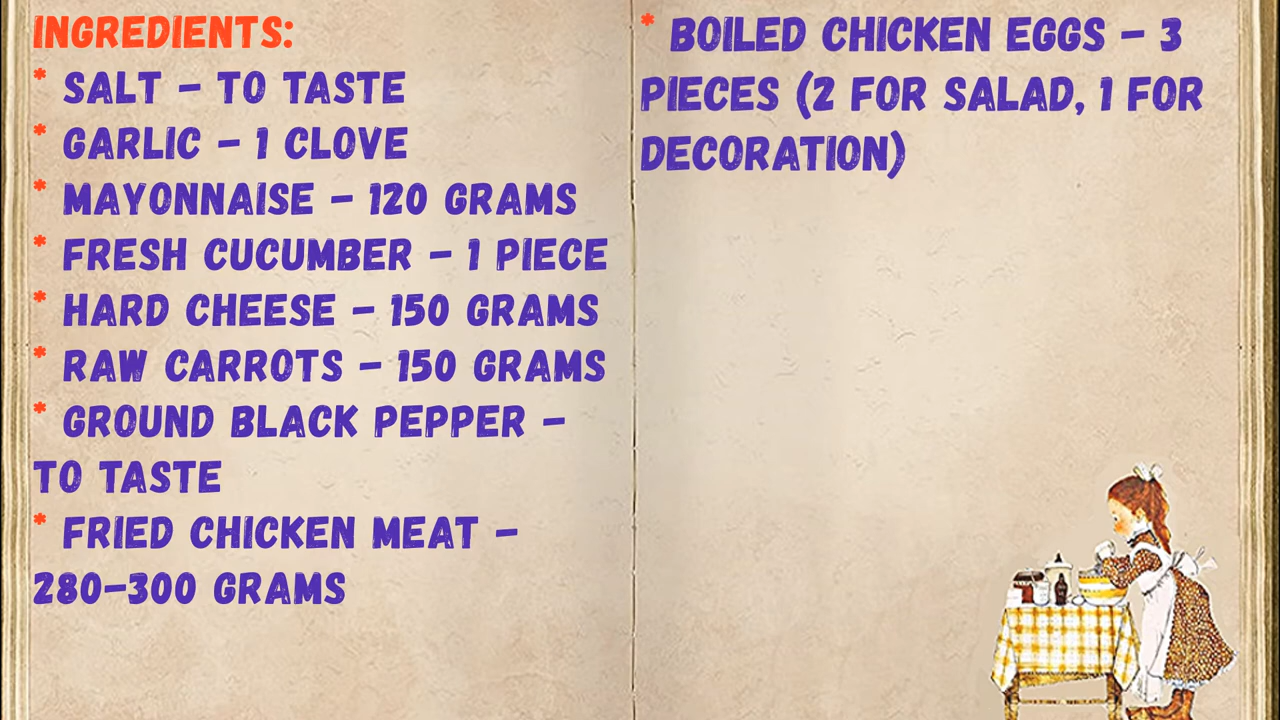 INGREDIENTS:
* SALT – TO TASTE
* GARLIC – 1 CLOVE
* MAYONNAISE – 120 GRAMS
* FRESH CUCUMBER – 1 PIECE
* HARD CHEESE – 150 GRAMS
* RAW CARROTS – 150 GRAMS
* GROUND BLACK PEPPER –
TO TASTE
* FRIED CHICKEN MEAT –
280–300 GRAMS
* BOILED CHICKEN EGGS – 3
PIECES (2 FOR SALAD, 1 FOR
DECORATION)